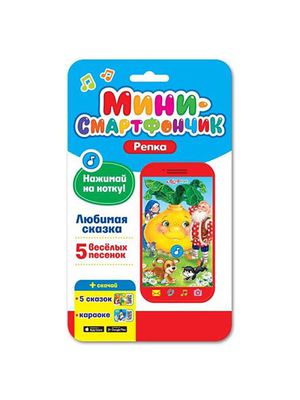 МИНИ-
СМАРТФОНЧИК
Репка
Нажимай
на нотку!
Любимая
сказка
5 весёлых
песенок
+ скачай
• 5 сказок
• караоке